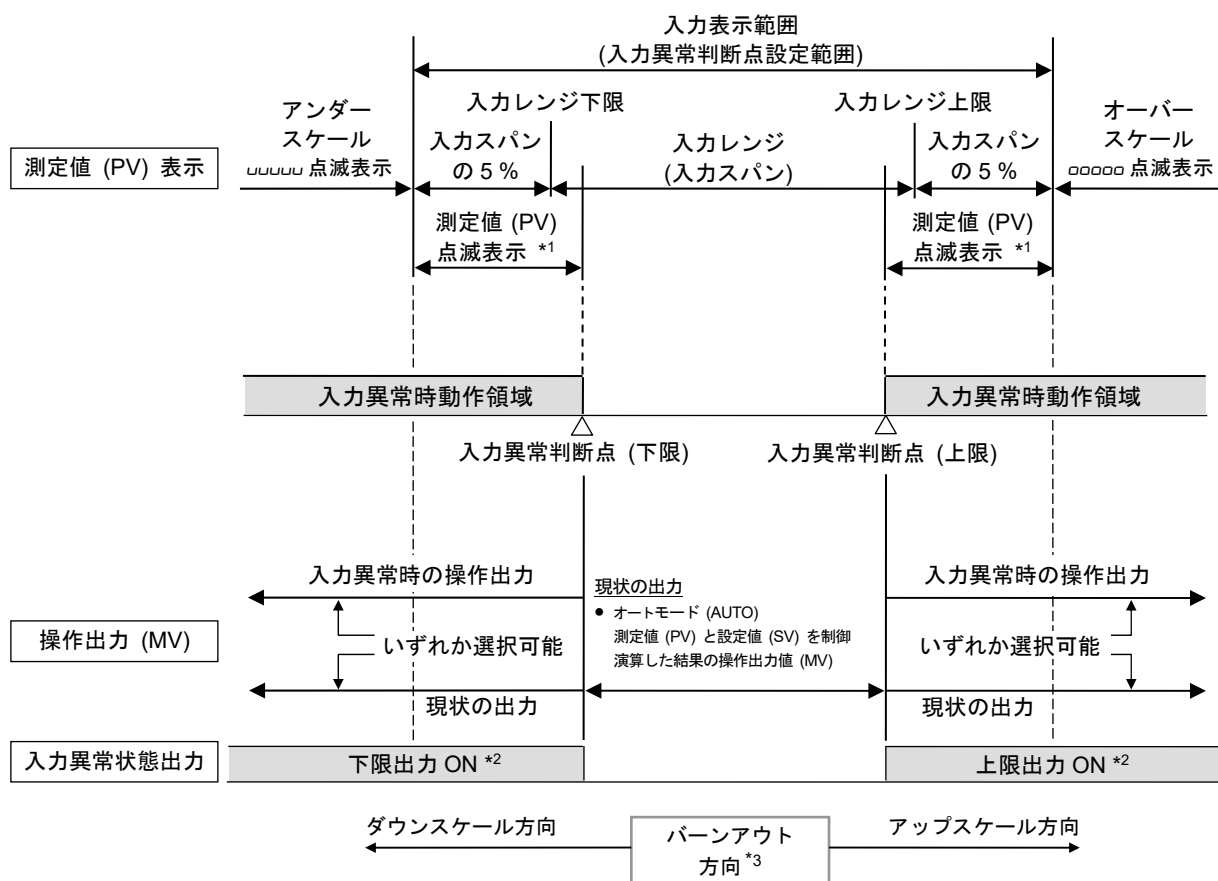 入力表示範囲
(入力異常判断点設定範囲)
アンダー
スケール
点滅表示
入力レンジ下限
入力レンジ上限
オーバー
スケール
点滅表示
測定値 (PV) 表示
入力スパン
の 5 %
入力レンジ
(入力スパン)
入力スパン
の 5 %
測定値 (PV)
点滅表示 *1
測定値 (PV)
点滅表示 *1
入力異常時動作領域
入力異常時動作領域
入力異常判断点 (下限)
入力異常判断点 (上限)
入力異常時の操作出力
現状の出力
● オートモード (AUTO)
測定値 (PV) と設定値 (SV) を制御
演算した結果の操作出力値 (MV)
入力異常時の操作出力
操作出力 (MV)
いずれか選択可能
いずれか選択可能
現状の出力
現状の出力
入力異常状態出力
下限出力 ON *2
上限出力 ON *2
ダウンスケール方向
バーンアウト
方向 *3
アップスケール方向